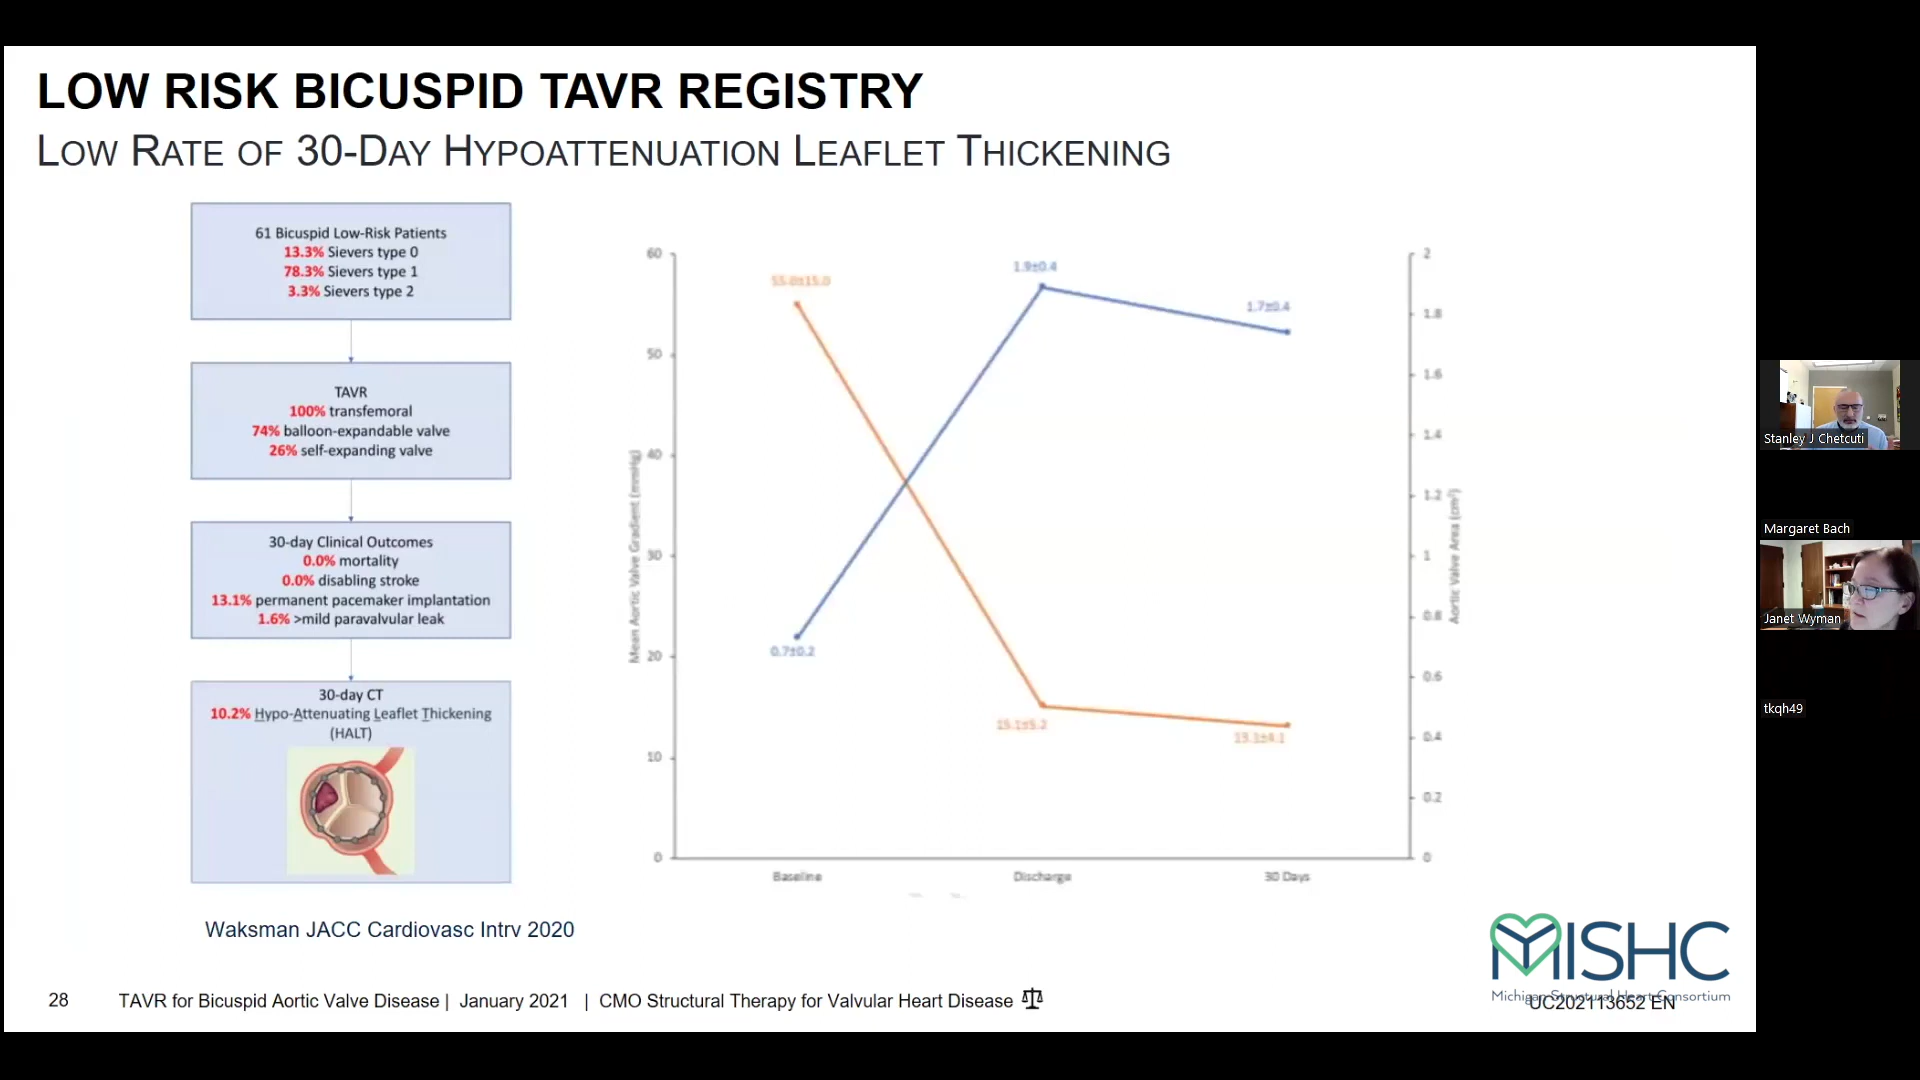 LOW RISK BICUSPID TAVR REGISTRY
LOW RATE OF 30-DAY HYPOATTENUATION LEAFLET THICKENING
61 Bicuspid Low-Risk Patients
13.3% Sievers type 0
78.3% Sievers type 1
3.3% Sievers type 2
TAVR
100% transfemoral
74% balloon-expandable valve
26% self-expanding valve
30-day Clinical Outcomes
0.0% mortality
0.0% disabling stroke
13.1% permanent pacemaker implantation
1.6% >mild paravalvular leak
30-day CT
10.2% Hypo-Attenuating Leaflet Thickening
(HALT)
Mean Aortic Valve Gradient (mmHg)
60
50
40
30
20
10
0
55.0±15.0
1.9±0.4
1.7±0.4
0.7±0.2
15.1±5.2
13.1±4.1
Baseline
Discharge
30 Days
2
1.8
1.6
1.4
1.2
1
0.8
0.6
0.4
0.2
0
Aortic Valve Area (cm²)
Waksman JACC Cardiovasc Intrv 2020
MISHC
Michigan Structural Heart Consortium
28
TAVR for Bicuspid Aortic Valve Disease | January 2021 | CMO Structural Therapy for Valvular Heart Disease
UC202113652 EN
Stanley J Chetcuti
Margaret Bach
Janet Wyman
tkqh49